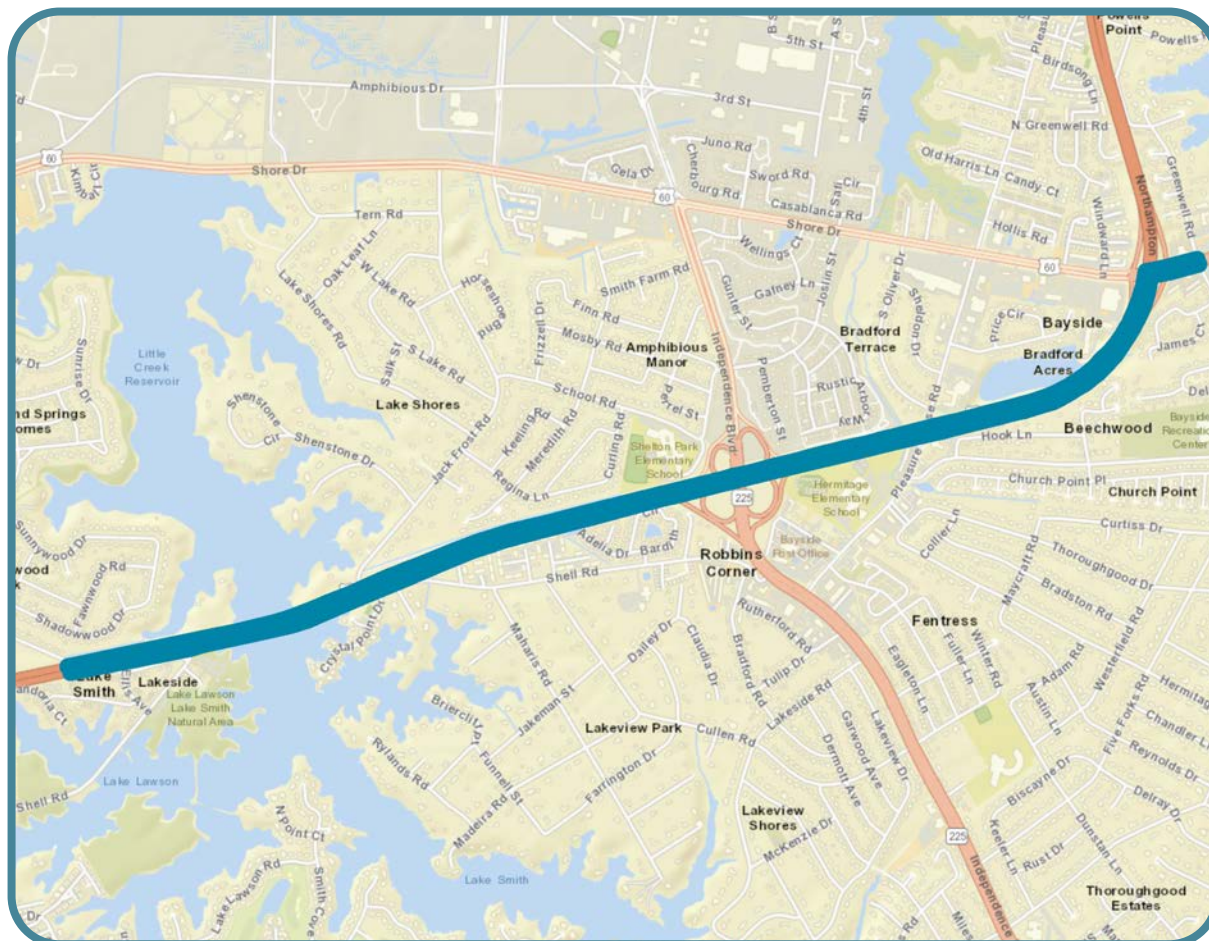 Point
Powells
5th St
Birdsong Ln
Amphibious Dr
3rd St
4th St
N Greenwell Rd
Juno Rd
60
Old Harris Ln
Candy Ct
Shore Dr
Gela Dt
Cherbourg Rd
Sword Rd
Safi Cir
Northampton
Greenwell Rd
60
Casablanca Rd
Tern Rd
Shore Dr
Hollis Rd
Windward Ln
Oak Leaf Ln
Wellings Ct
Joslin St
60
W Lake Rd
Horseshoe
Smith Farm Rd
Gunter St
Gafney Ln
S Oliver Dr
Lake Shores Rd
Finn Rd
Sheldon Dr
Frizzell Dr
Price Cir
Bayside
Bradford
Terrace
Sunrise Dr
Little
Creek
Reservoir
Salk St
S Lake Rd
Mosby Rd
Amphibious
Manor
Independence Blvd
James Ct
Bradford
Acres
Pemberton St
Rustic
Arbor
Way
School Rd
Lake Shores
Shenstone
Cir
Shenstone Dr
Jack Frost Rd
Keeling Rd
Meredith Rd
Curling Rd
Shelton Park
Elementary
School
Hook Ln
Beechwood
Bayside
Recreation
Center
Regina Ln
Church Point Pl
Church Point
Hermitage
Elementary
School
225
Sunnywood Dr
Adelia Dr
Collier Ln
Curtiss Dr
Bayside
Post Office
Robbins
Corner
Fawnwood Rd
Shell Rd
Maycraft Rd
Thoroughgood Dr
Shadowwood Dr
Crystal Point Dr
Rutherford Rd
Bradston Rd
Fentress
Maharis Rd
Dailey Dr
Claudia Dr
Bradford Rd
Tulip Dr
Fuller Ln
Winter Rd
Westerfield Rd
Adam Rd
Eagleton Ln
Lake
Smith
Lakeside
Lake Lawson
Lake Smith
Natural Area
Jakeman St
Lakeside Rd
Austin Ln
Five Forks Rd
Lakeview Park
Cullen Rd
Garwood Ave
Lakeview Dr
Dermott Ave
Chandler Ln
Rylands Rd
Funnell St
Farrington Dr
Reynolds Dr
Biscayne Dr
Lake Lawson
Shell Rd
Madeira Rd
Lakeview
Shores
McKenzie Dr
Delray Dr
N Point Ct
225
Keeler Ln
Rust Dr
Dunstan Ln
Lake Lawson Rd
Smith Cove
Lake Smith
Independence
Thoroughgood
Estates